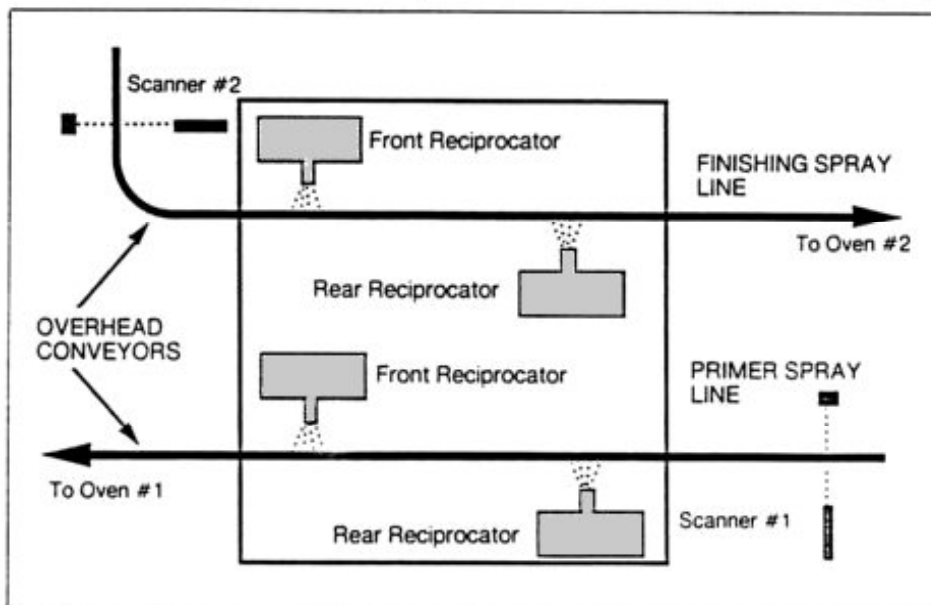 Scanner #2
Front Reciprocator
FINISHING SPRAY
LINE
To Oven #2
Rear Reciprocator
OVERHEAD
CONVEYORS
Front Reciprocator
PRIMER SPRAY
LINE
To Oven #1
Rear Reciprocator
Scanner #1